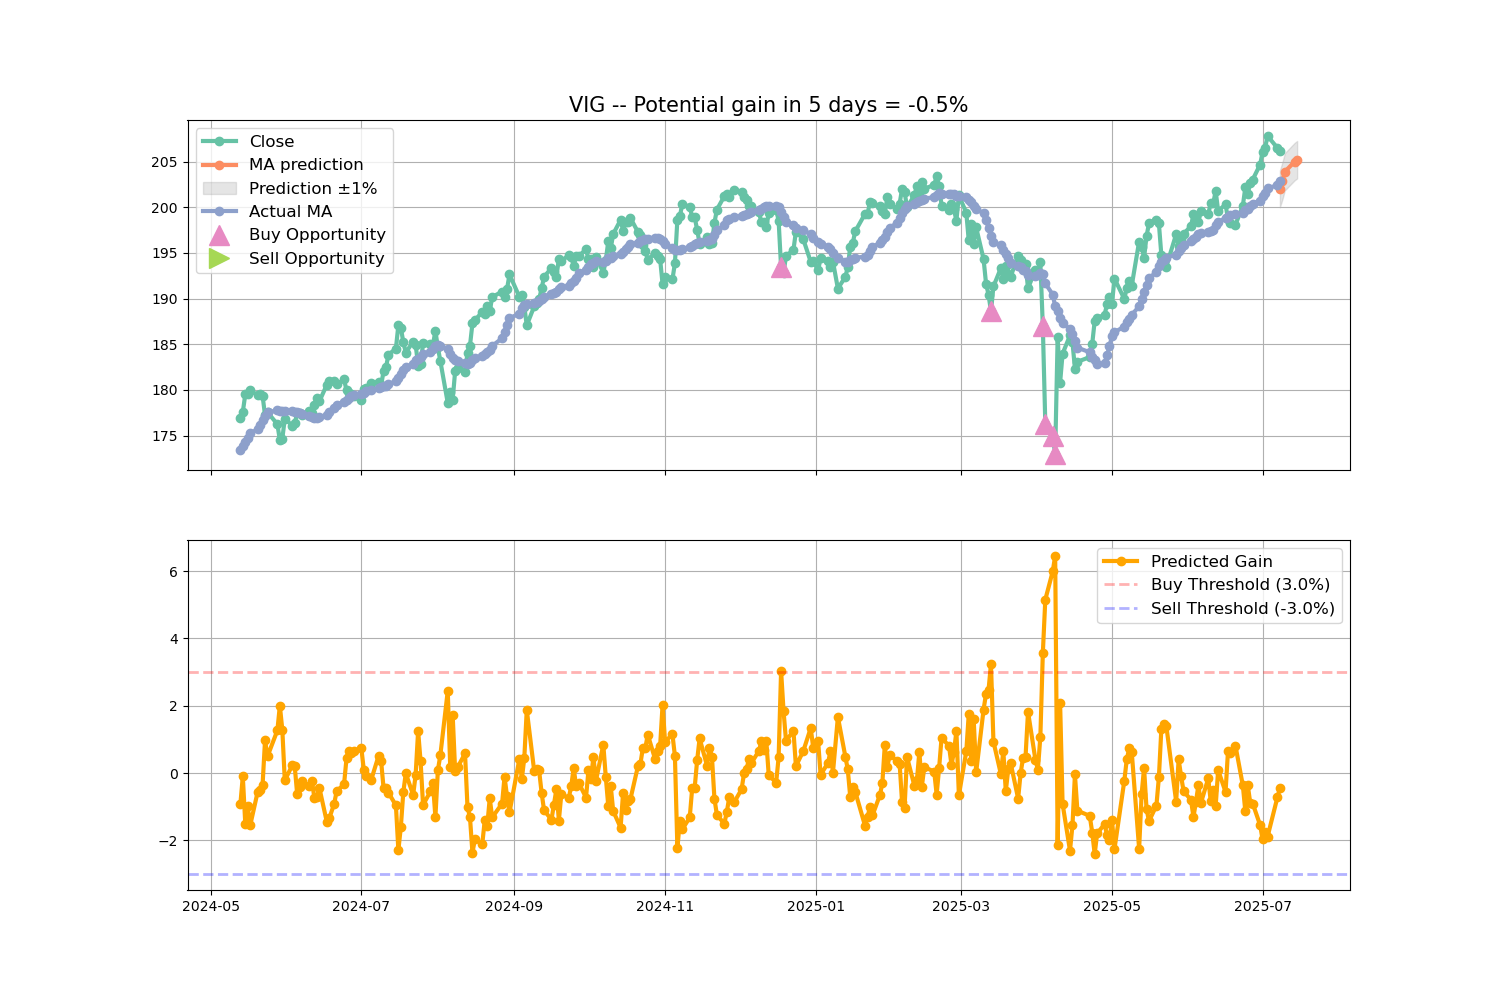 VIG -- Potential gain in 5 days = -0.5%
Close
MA prediction
Prediction ±1%
Actual MA
Buy Opportunity
Sell Opportunity
205
200
195
190
185
180
175
Predicted Gain
Buy Threshold (3.0%)
Sell Threshold (-3.0%)
6
4
2
0
−2
2024-05 2024-07 2024-09 2024-11 2025-01 2025-03 2025-05 2025-07